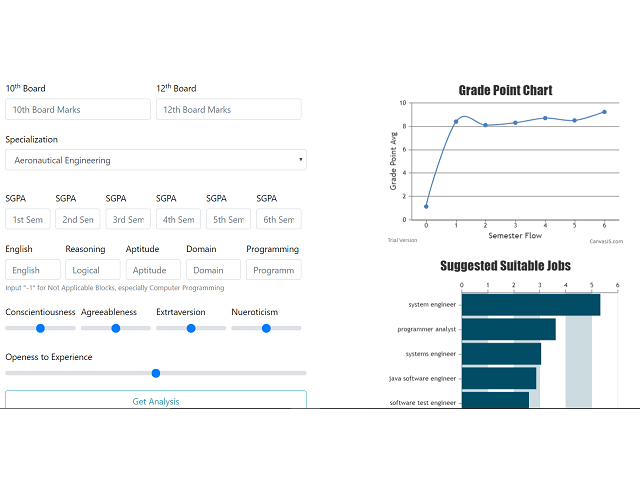 10th Board 12th Board
10th Board Marks 12th Board Marks
Specialization
Aeronautical Engineering
SGPA SGPA SGPA SGPA SGPA SGPA
1st Sem 2nd Sem 3rd Sem 4th Sem 5th Sem 6th Sem
English Reasoning Aptitude Domain Programming
English Logical Aptitude Domain Programm
Input "-1" for Not Applicable Blocks, especially Computer Programming
Conscientiousness Agreeableness Extrtaversion Nueroticism
Openess to Experience
Get Analysis
Grade Point Chart
Grade Point Avg
10
8
6
4
2
0
0 1 2 3 4 5 6
Semester Flow
Trial Version CanvasJS.com
Suggested Suitable Jobs
0 1 2 3 4 5 6
system engineer
programmer analyst
systems engineer
java software engineer
software test engineer